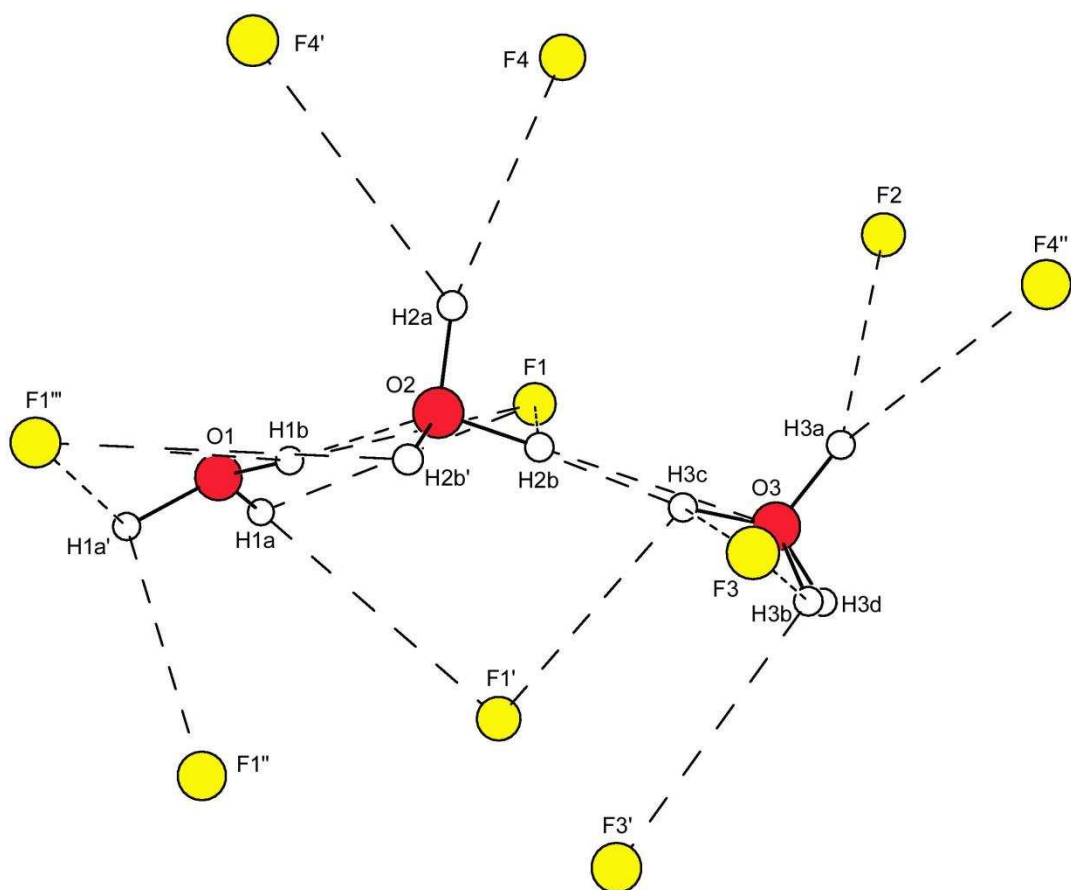 F4'
F4
F2
F4"
H2a
O2
F1
F1'''
O1
H1b
H3a
H2b'
H2b
H3c
O3
H1a'
H1a
F3
H3b
H3d
F1'
F1"
F3'